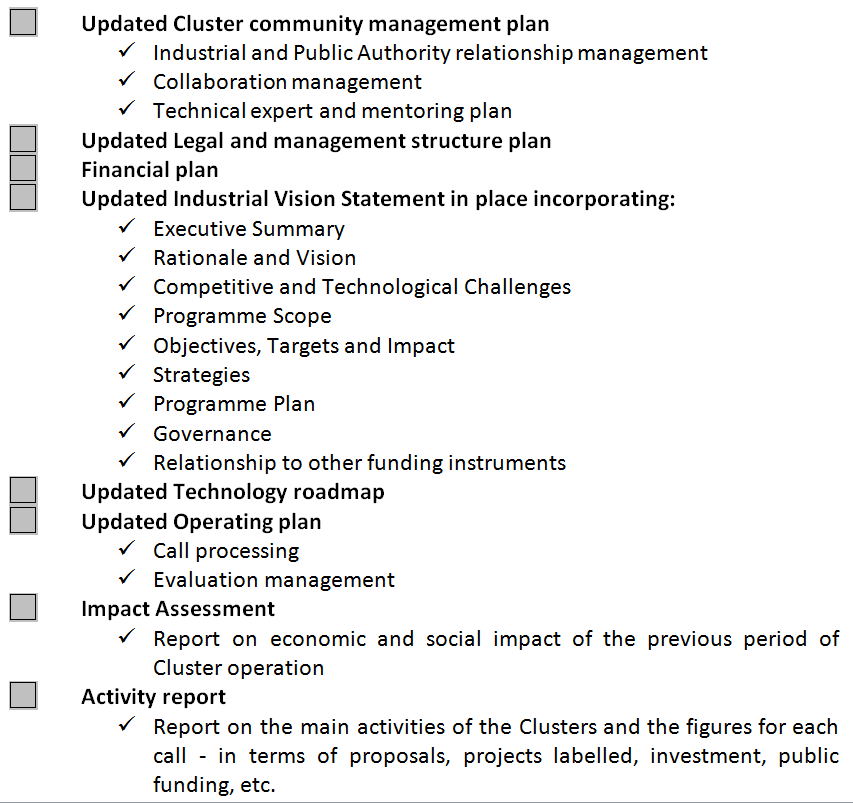 Updated Cluster community management plan
✓ Industrial and Public Authority relationship management
✓ Collaboration management
✓ Technical expert and mentoring plan
Updated Legal and management structure plan
Financial plan
Updated Industrial Vision Statement in place incorporating:
✓ Executive Summary
✓ Rationale and Vision
✓ Competitive and Technological Challenges
✓ Programme Scope
✓ Objectives, Targets and Impact
✓ Strategies
✓ Programme Plan
✓ Governance
✓ Relationship to other funding instruments
Updated Technology roadmap
Updated Operating plan
✓ Call processing
✓ Evaluation management
Impact Assessment
✓ Report on economic and social impact of the previous period of
Cluster operation
Activity report
✓ Report on the main activities of the Clusters and the figures for each
call - in terms of proposals, projects labelled, investment, public
funding, etc.